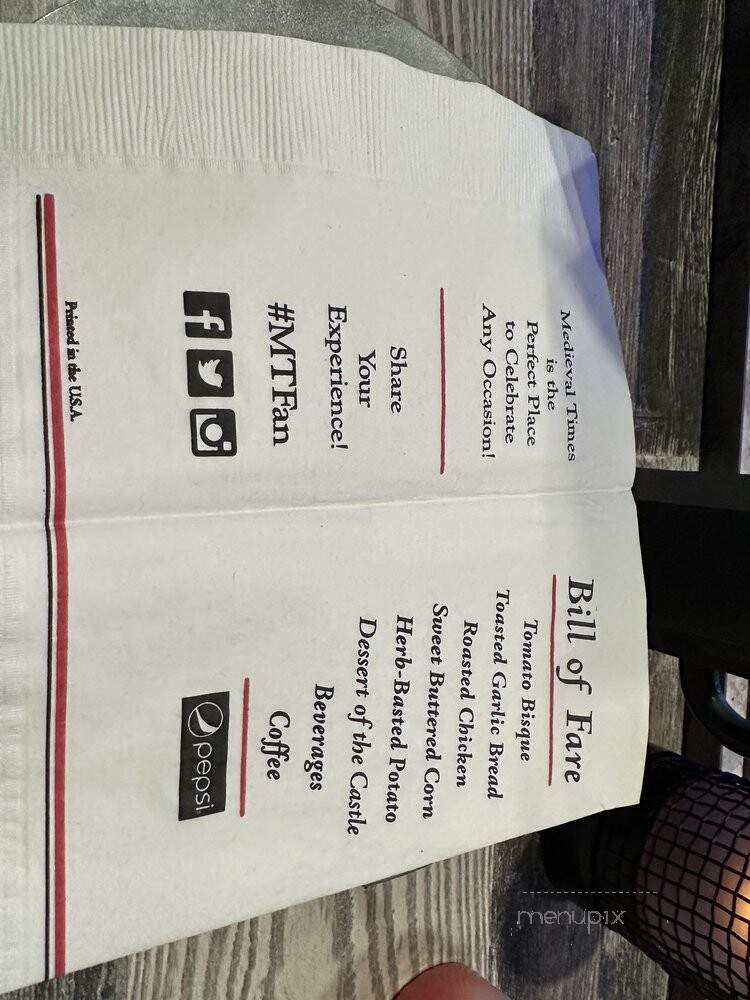 Medieval Times
is the
Perfect Place
to Celebrate
Any Occasion!
Share
Your
Experience!
#MTFan
Printed in the U.S.A.
Bill of Fare
Tomato Bisque
Toasted Garlic Bread
Roasted Chicken
Sweet Buttered Corn
Herb-Basted Potato
Dessert of the Castle
Beverages
Coffee
pepsi
menupix